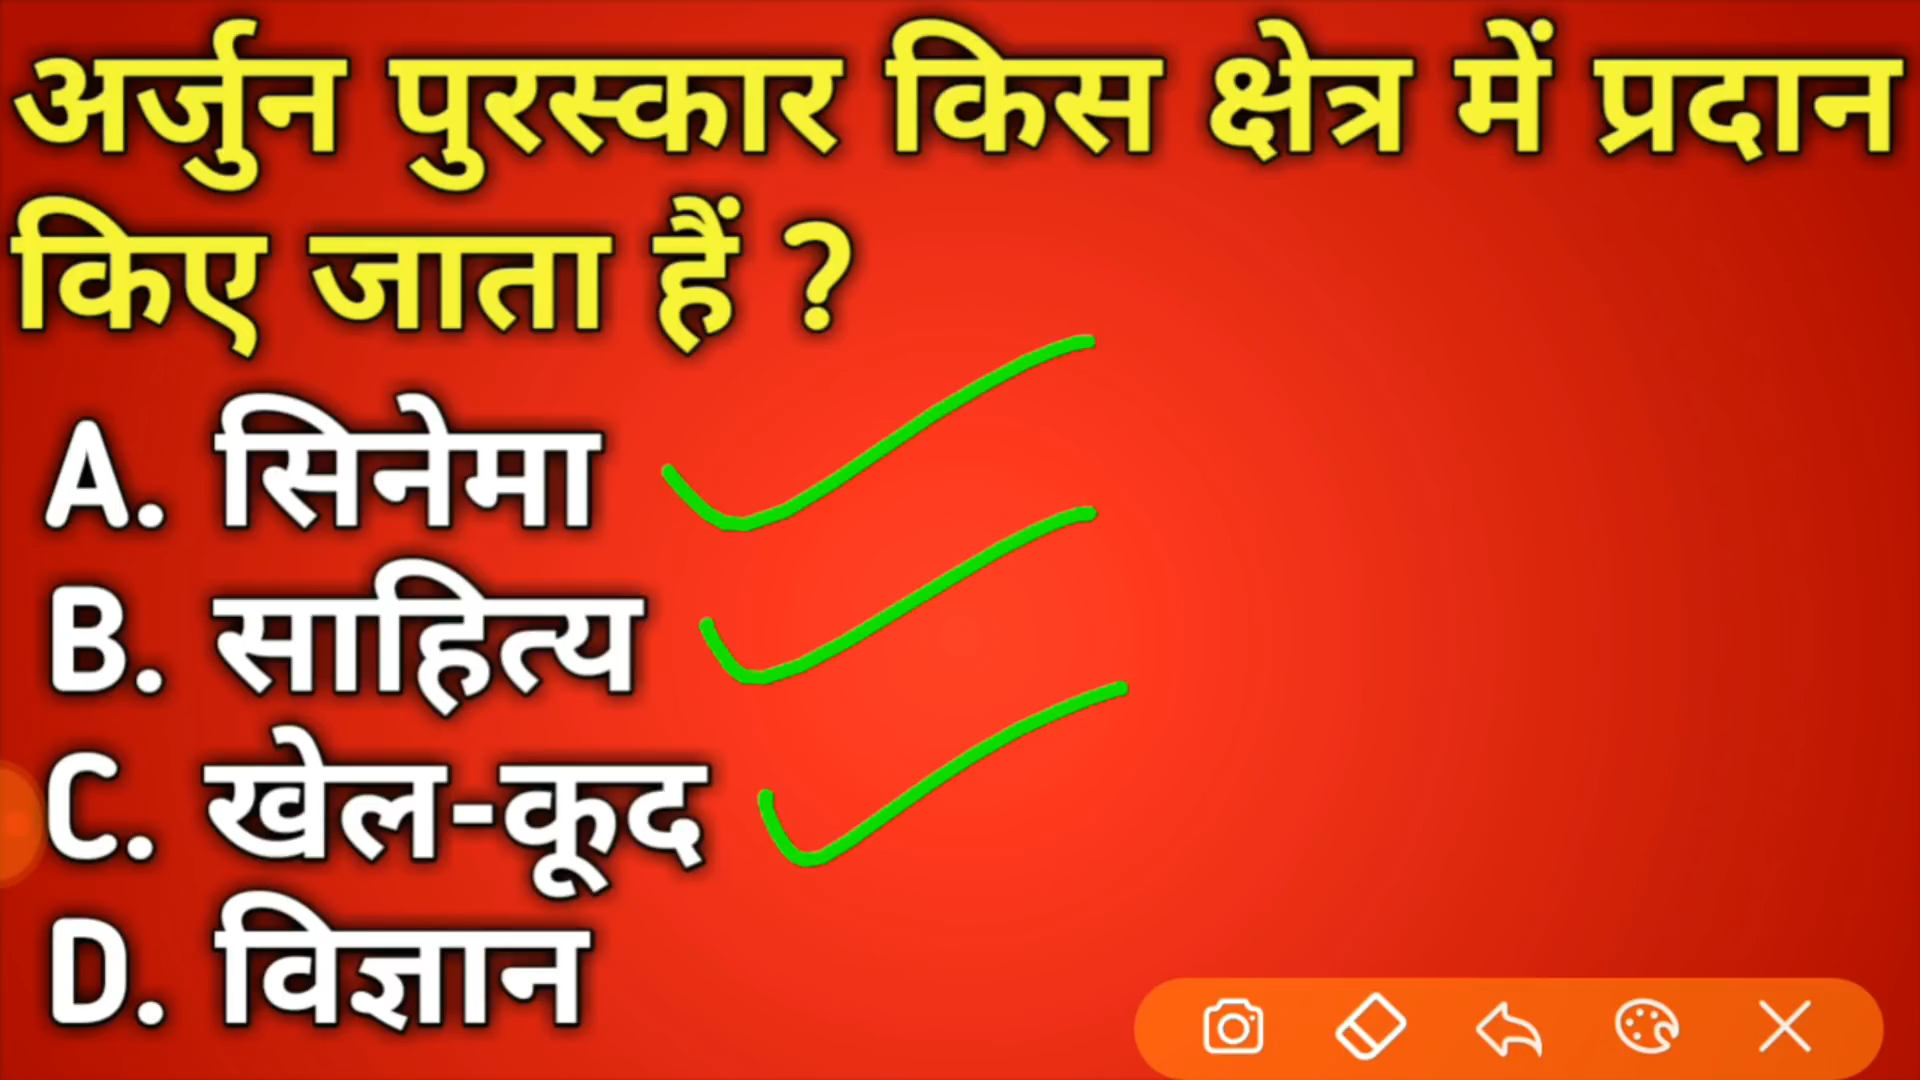 अर्जुन पुरस्कार किस क्षेत्र में प्रदान
किए जाता हैं ?
A. सिनेमा
B. साहित्य
C. खेल-कूद
D. विज्ञान